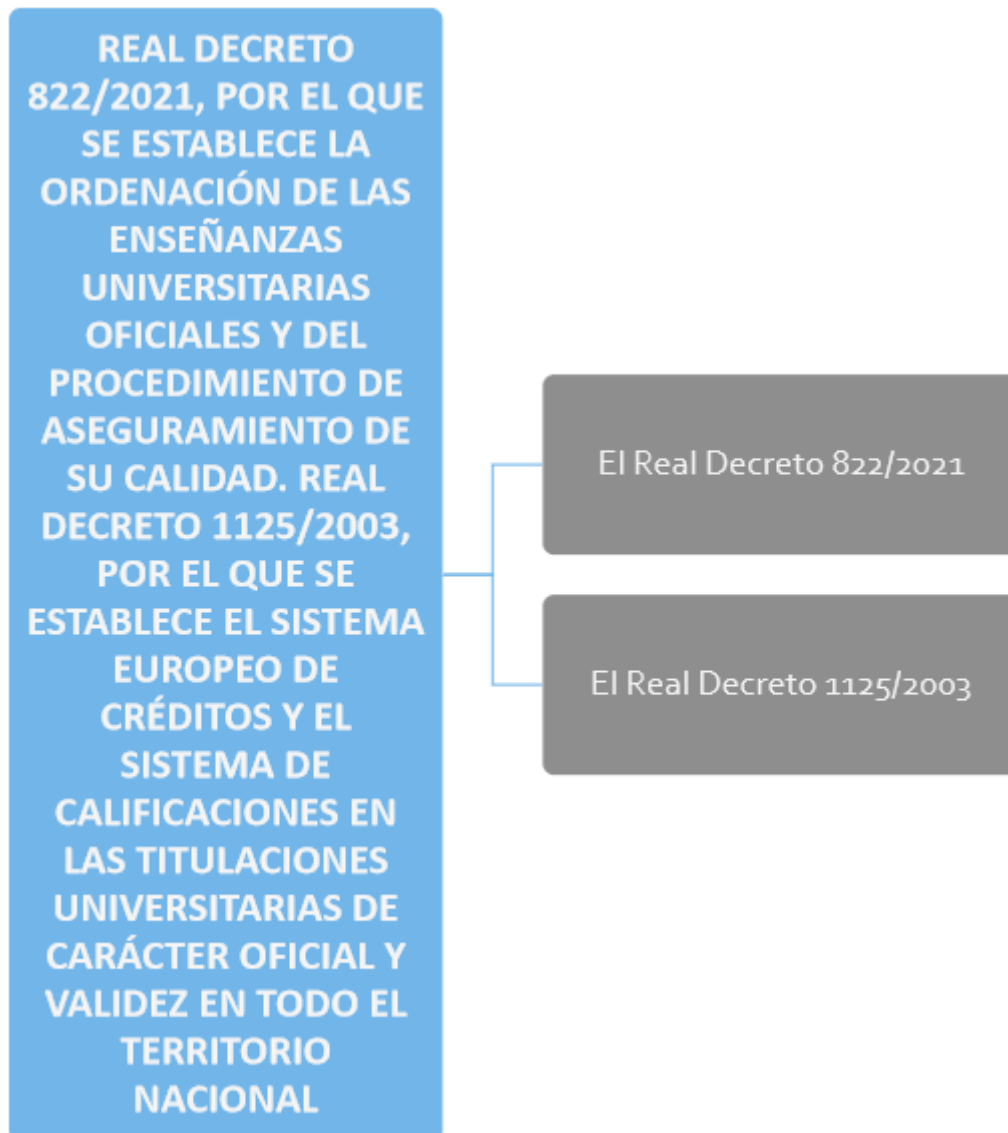 REAL DECRETO
822/2021, POR EL QUE
SE ESTABLECE LA
ORDENACIÓN DE LAS
ENSEÑANZAS
UNIVERSITARIAS
OFICIALES Y DEL
PROCEDIMIENTO DE
ASEGURAMIENTO DE
SU CALIDAD. REAL
DECRETO 1125/2003,
POR EL QUE SE
ESTABLECE EL SISTEMA
EUROPEO DE
CRÉDITOS Y EL
SISTEMA DE
CALIFICACIONES EN
LAS TITULACIONES
UNIVERSITARIAS DE
CARÁCTER OFICIAL Y
VALIDEZ EN TODO EL
TERRITORIO
NACIONAL
El Real Decreto 822/2021
El Real Decreto 1125/2003